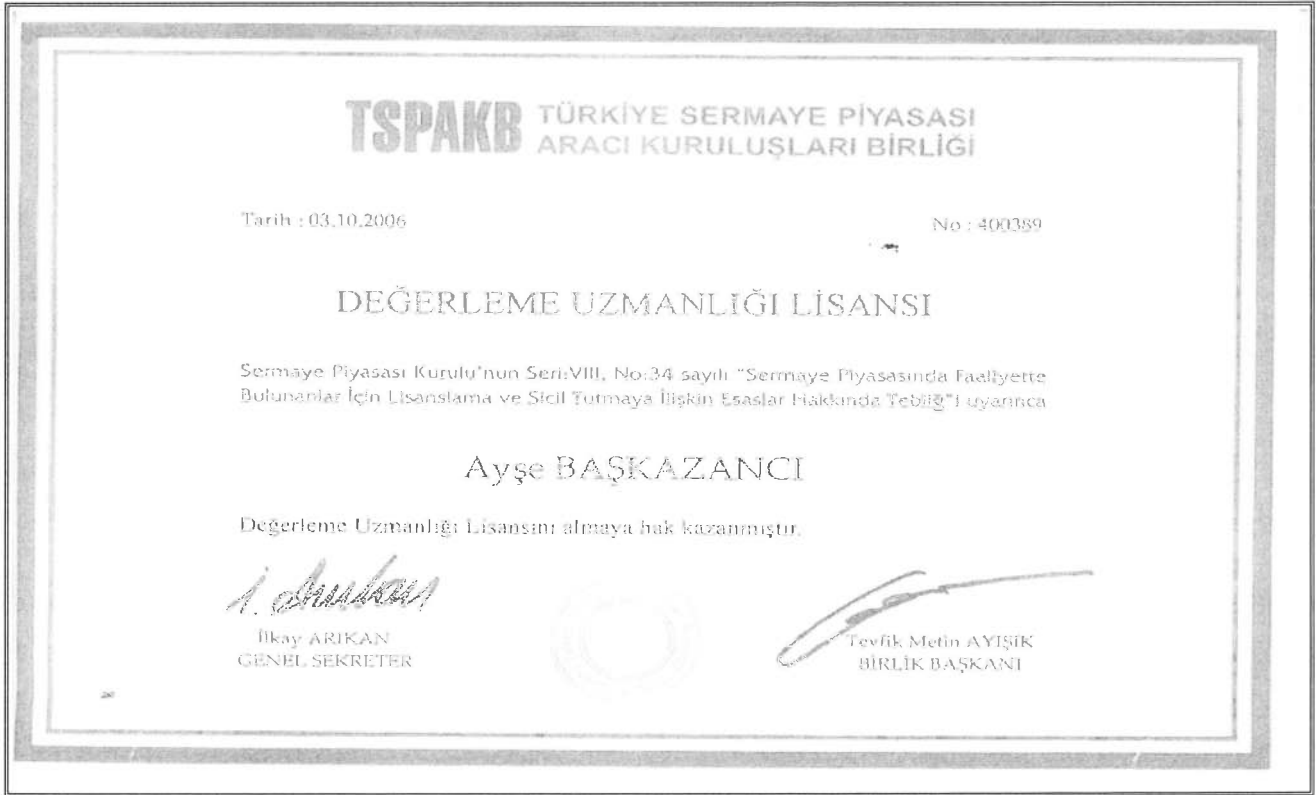 TSPAKB TÜRKİYE SERMAYE PİYASASI
ARACI KURULUŞLARI BİRLİĞİ
Tarih : 03.10.2006
No : 400389
DEĞERLEME UZMANLIĞI LİSANSI
Sermaye Piyasası Kurulu'nun Seri:VIII, No:34 sayılı "Sermaye Piyasasında Faaliyette
Bulunanlar İçin Lisanslama ve Sicil Tutmaya İlişkin Esaslar Hakkında Tebliğ"i uyarınca
Ayşe BAŞKAZANCI
Değerleme Uzmanlığı Lisansını almaya hak kazanmıştır.
İlkay ARIKAN
GENEL SEKRETER
Tevfik Metin AYIŞIK
BİRLİK BAŞKANI